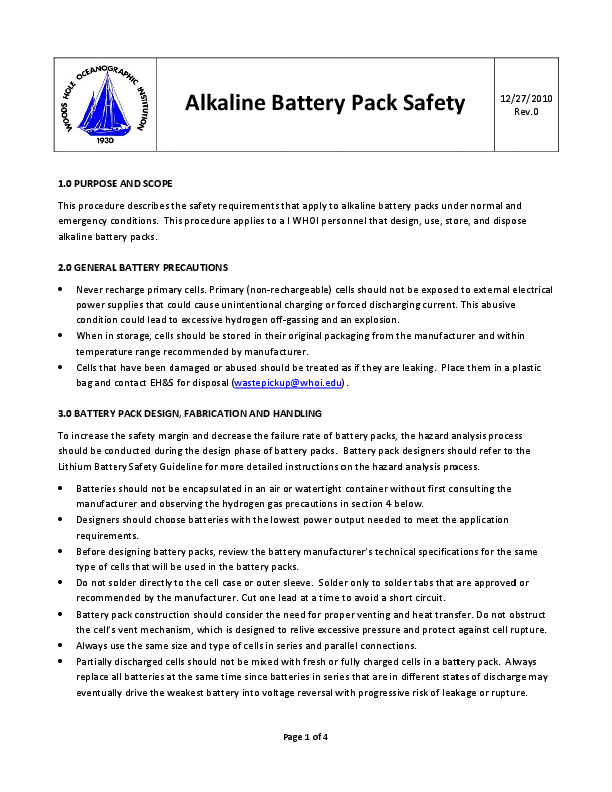 WOODS HOLE OCEANOGRAPHIC INSTITUTION
1930
Alkaline Battery Pack Safety
12/27/2010
Rev.0
1.0 PURPOSE AND SCOPE
This procedure describes the safety requirements that apply to alkaline battery packs under normal and
emergency conditions.  This procedure applies to a l WHOI personnel that design, use, store, and dispose
alkaline battery packs.
2.0 GENERAL BATTERY PRECAUTIONS
• Never recharge primary cells. Primary (non-rechargeable) cells should not be exposed to external electrical
power supplies that could cause unintentional charging or forced discharging current. This abusive
condition could lead to excessive hydrogen off-gassing and an explosion.
• When in storage, cells should be stored in their original packaging from the manufacturer and within
temperature range recommended by manufacturer.
• Cells that have been damaged or abused should be treated as if they are leaking.  Place them in a plastic
bag and contact EH&S for disposal (wastepickup@whoi.edu).
3.0 BATTERY PACK DESIGN, FABRICATION AND HANDLING
To increase the safety margin and decrease the failure rate of battery packs, the hazard analysis process
should be conducted during the design phase of battery packs.  Battery pack designers should refer to the
Lithium Battery Safety Guideline for more detailed instructions on the hazard analysis process.
• Batteries should not be encapsulated in an air or watertight container without first consulting the
manufacturer and observing the hydrogen gas precautions in section 4 below.
• Designers should choose batteries with the lowest power output needed to meet the application
requirements.
• Before designing battery packs, review the battery manufacturer's technical specifications for the same
type of cells that will be used in the battery packs.
• Do not solder directly to the cell case or outer sleeve.  Solder only to solder tabs that are approved or
recommended by the manufacturer. Cut one lead at a time to avoid a short circuit.
• Battery pack construction should consider the need for proper venting and heat transfer. Do not obstruct
the cell's vent mechanism, which is designed to relive excessive pressure and protect against cell rupture.
• Always use the same size and type of cells in series and parallel connections.
• Partially discharged cells should not be mixed with fresh or fully charged cells in a battery pack.  Always
replace all batteries at the same time since batteries in series that are in different states of discharge may
eventually drive the weakest battery into voltage reversal with progressive risk of leakage or rupture.
Page 1 of 4